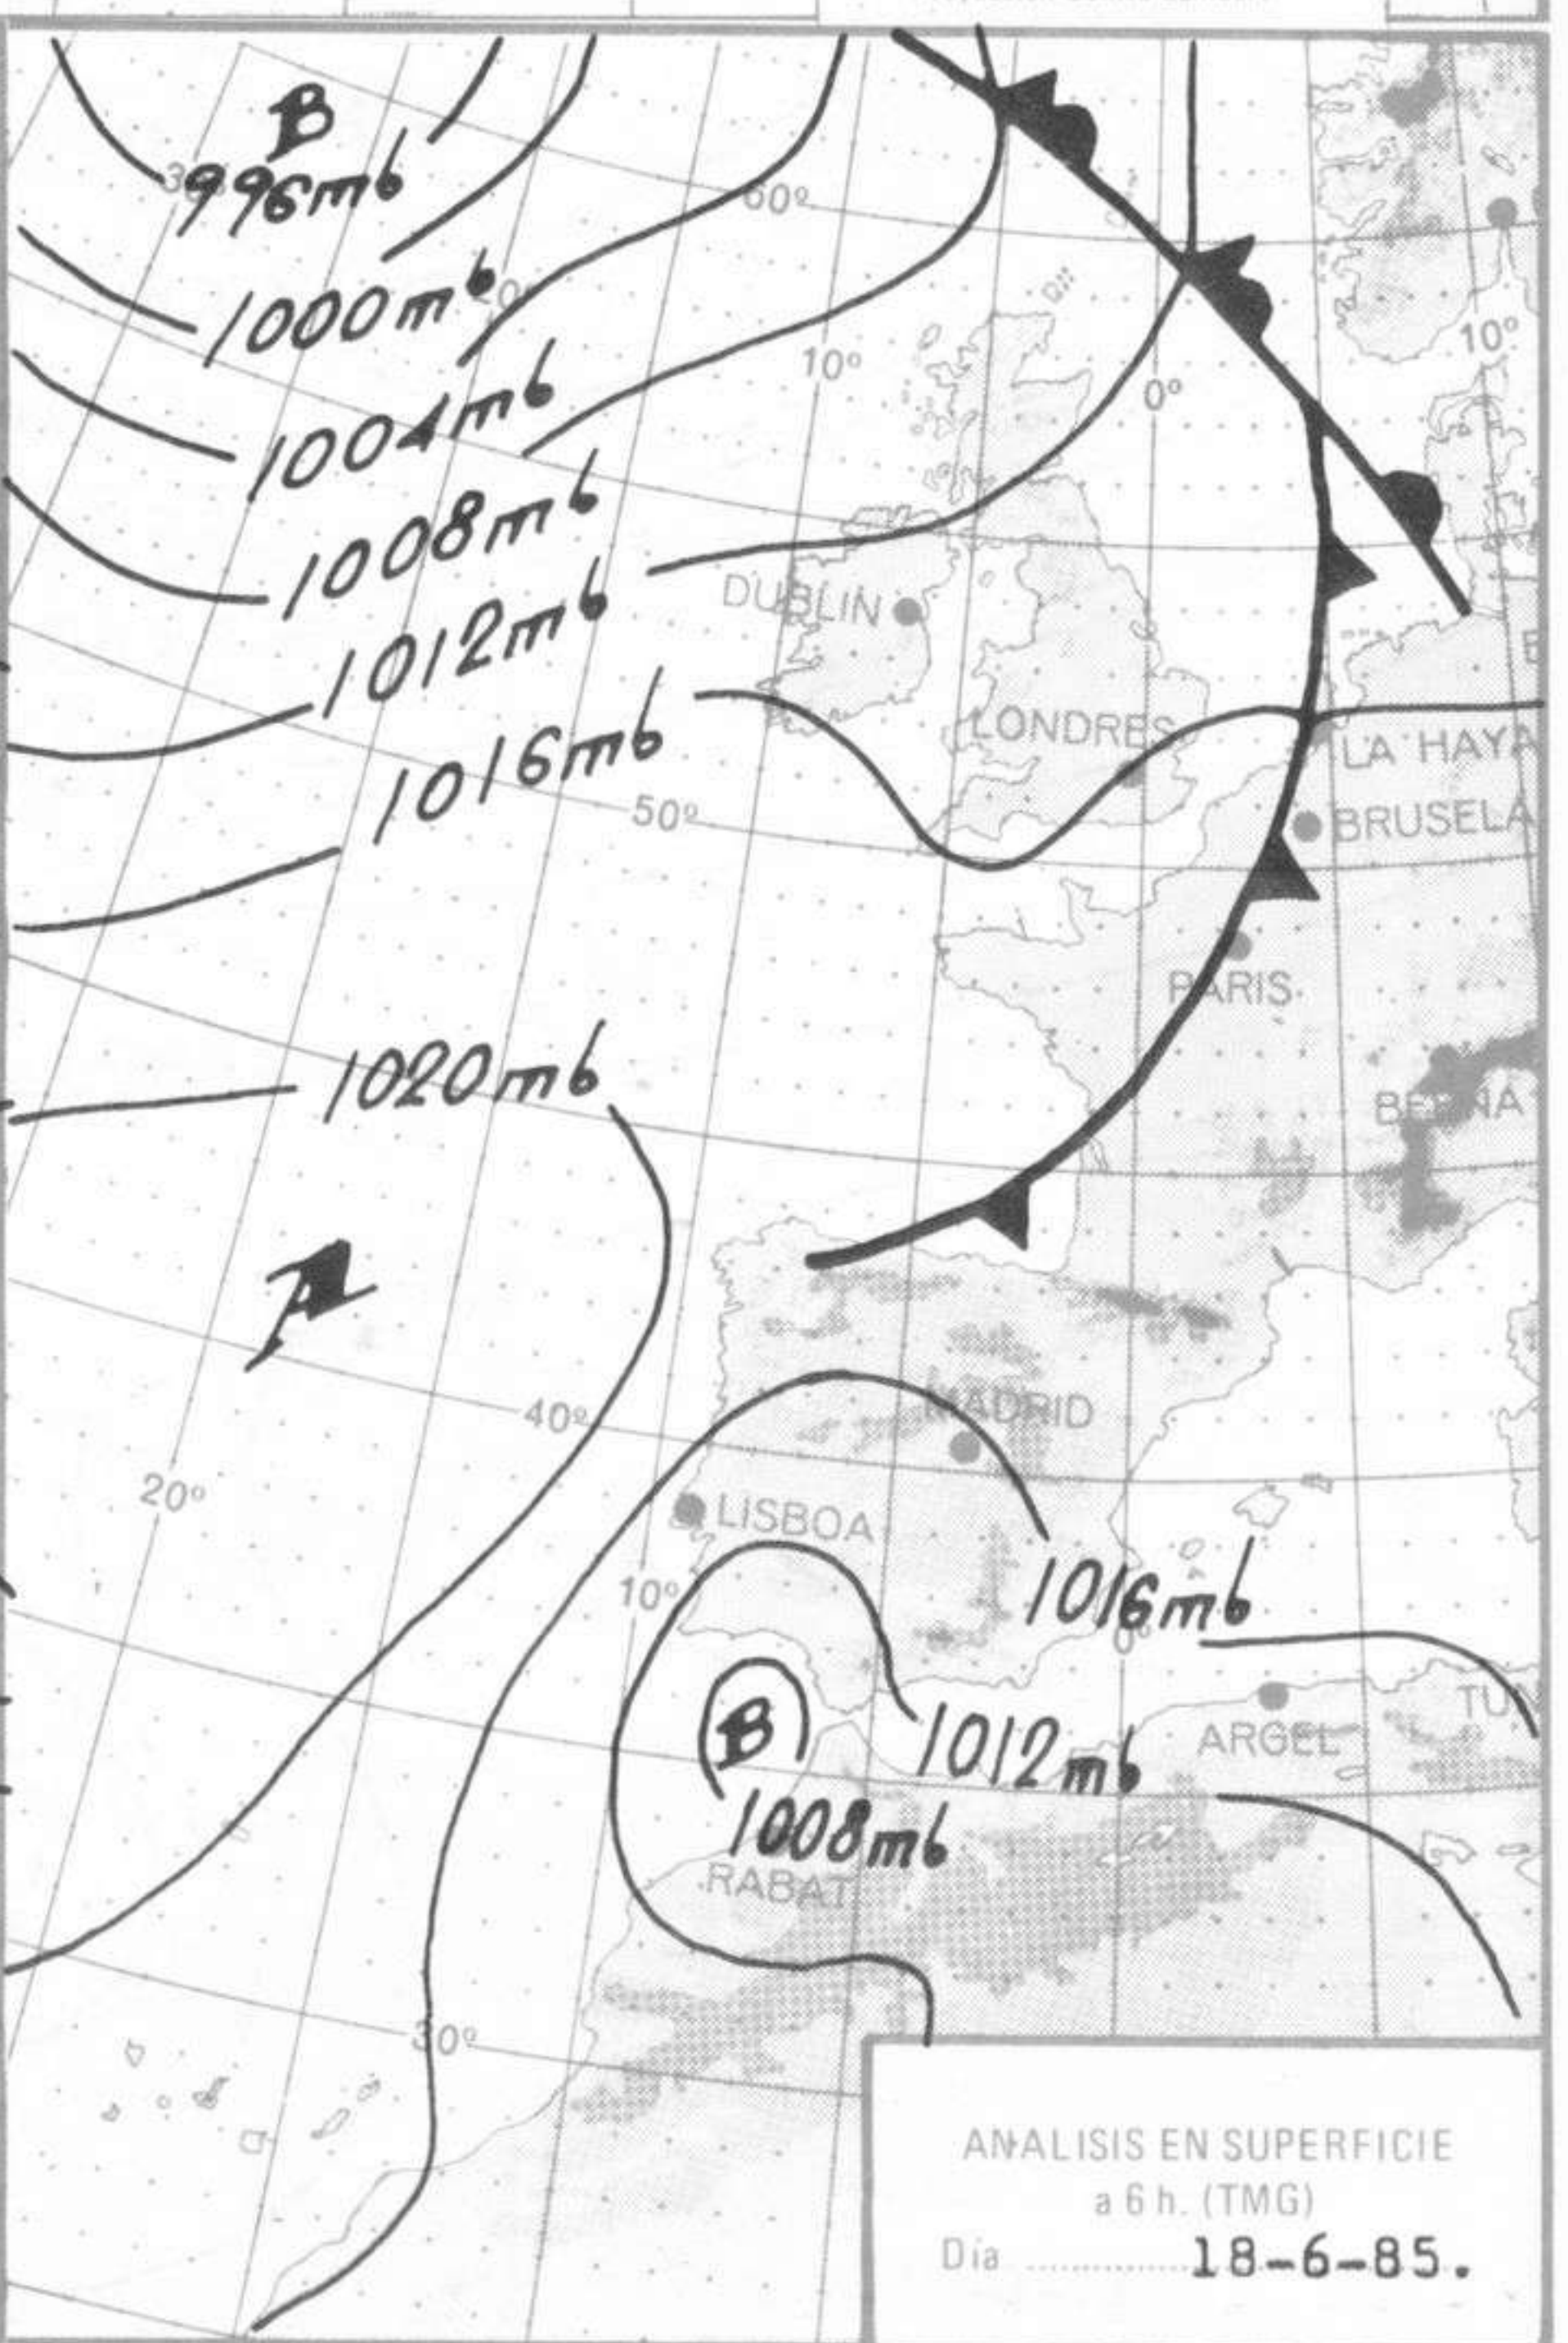 B
996mb
60º
1000mb
20º
10º
10º
1004mb
0º
1008mb
DUBLIN
1012mb
LONDRES
LA HAYA
1016mb
50º
BRUSELA
PARIS
1020mb
BERNA
A
40º
MADRID
20º
LISBOA
10º
1016mb
0º
B
1012mb
ARGEL
TUN
1008mb
RABAT
30º
ANALISIS EN SUPERFICIE
a 6 h. (TMG)
Día 18-6-85.